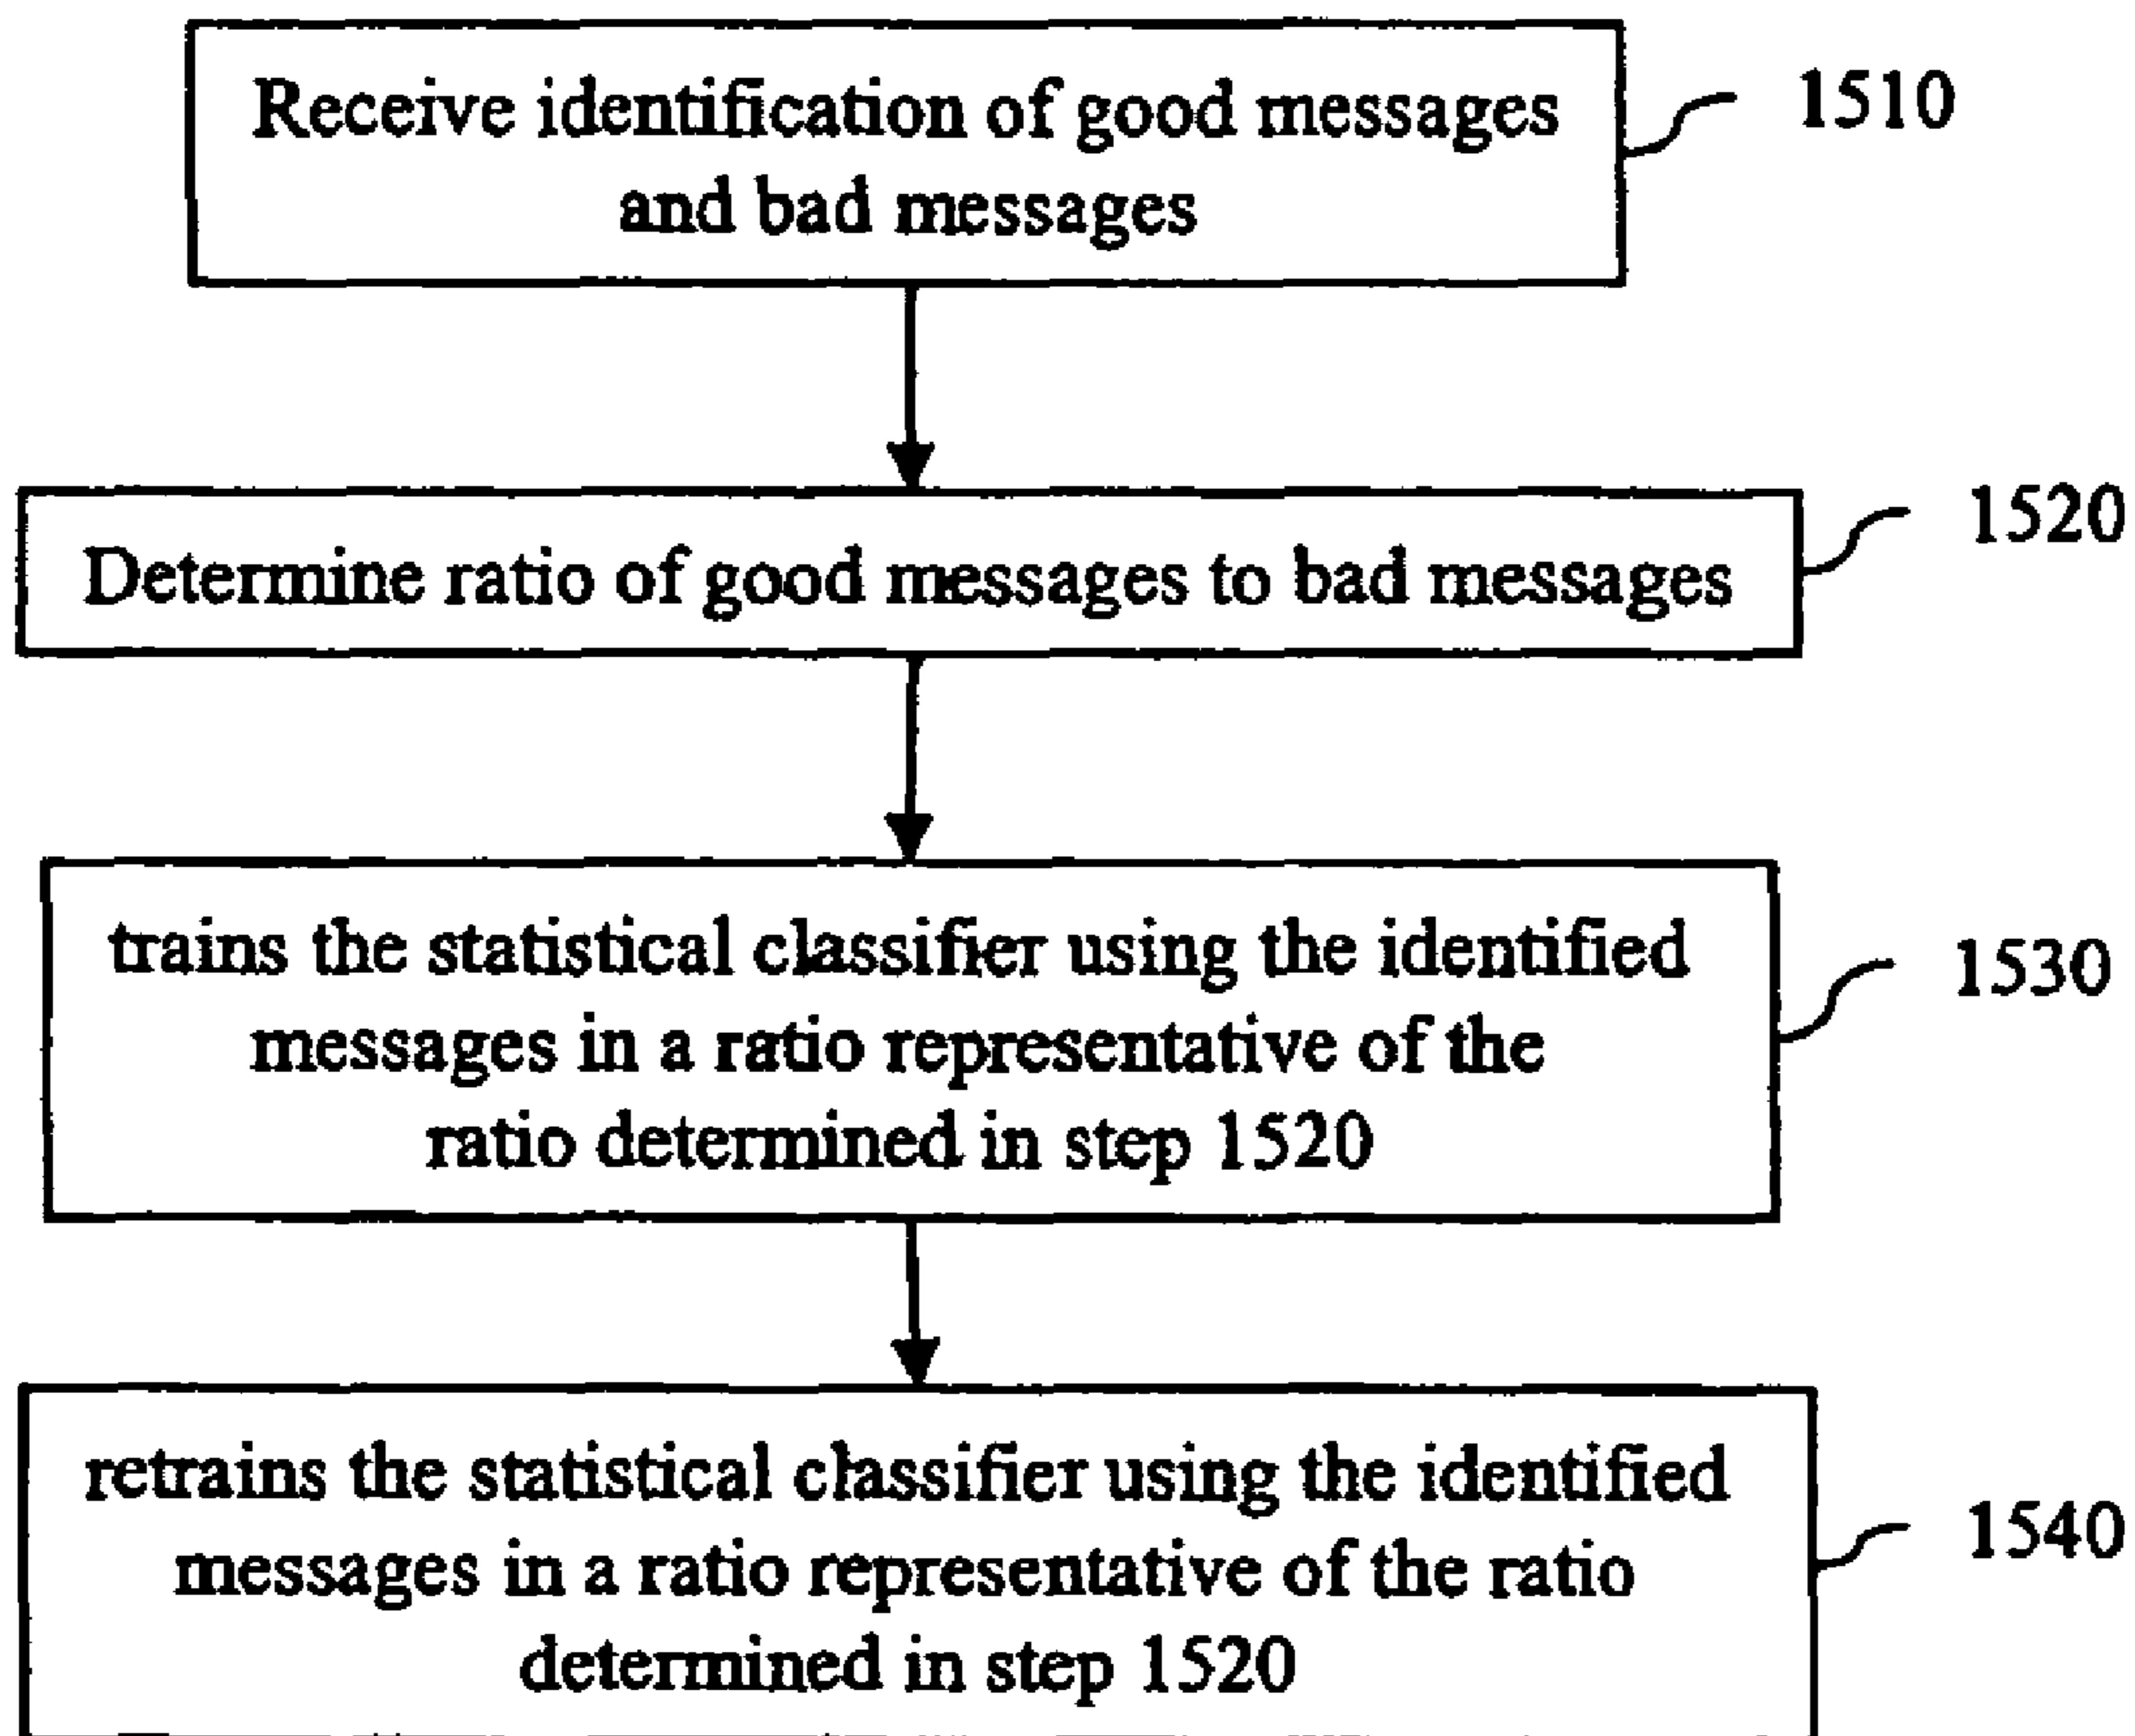 Receive identification of good messages
and bad messages
1510
Determine ratio of good messages to bad messages
1520
trains the statistical classifier using the identified
messages in a ratio representative of the
ratio determined in step 1520
1530
retrains the statistical classifier using the identified
messages in a ratio representative of the ratio
determined in step 1520
1540